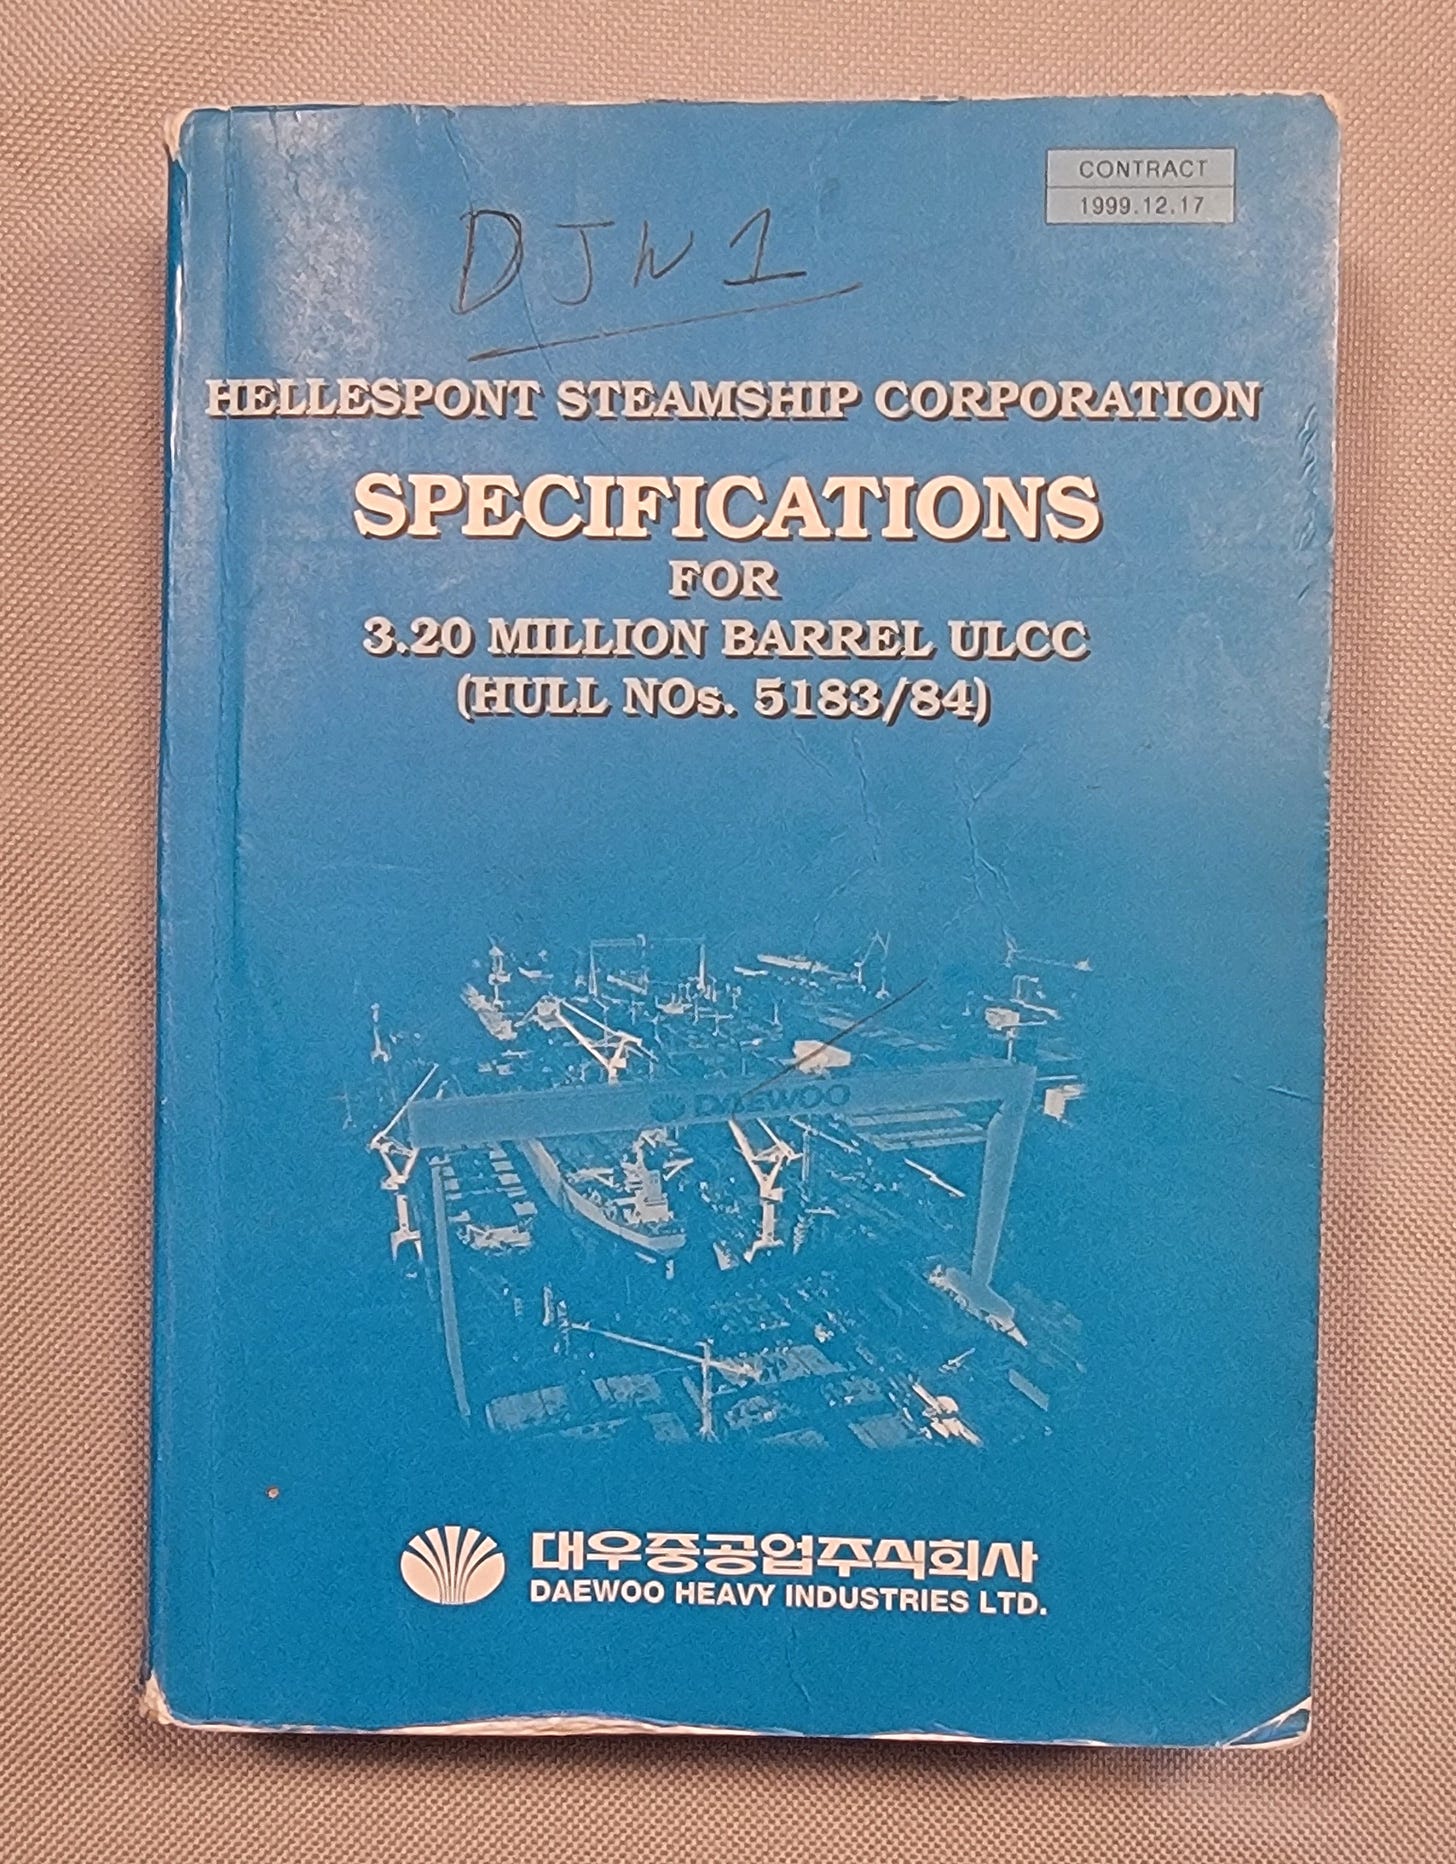 CONTRACT
1999.12.17
DJW1
HELLESPONT STEAMSHIP CORPORATION
SPECIFICATIONS
FOR
3.20 MILLION BARREL ULCC
(HULL NOs. 5183/84)
DAEWOO
대우중공업주식회사
DAEWOO HEAVY INDUSTRIES LTD.